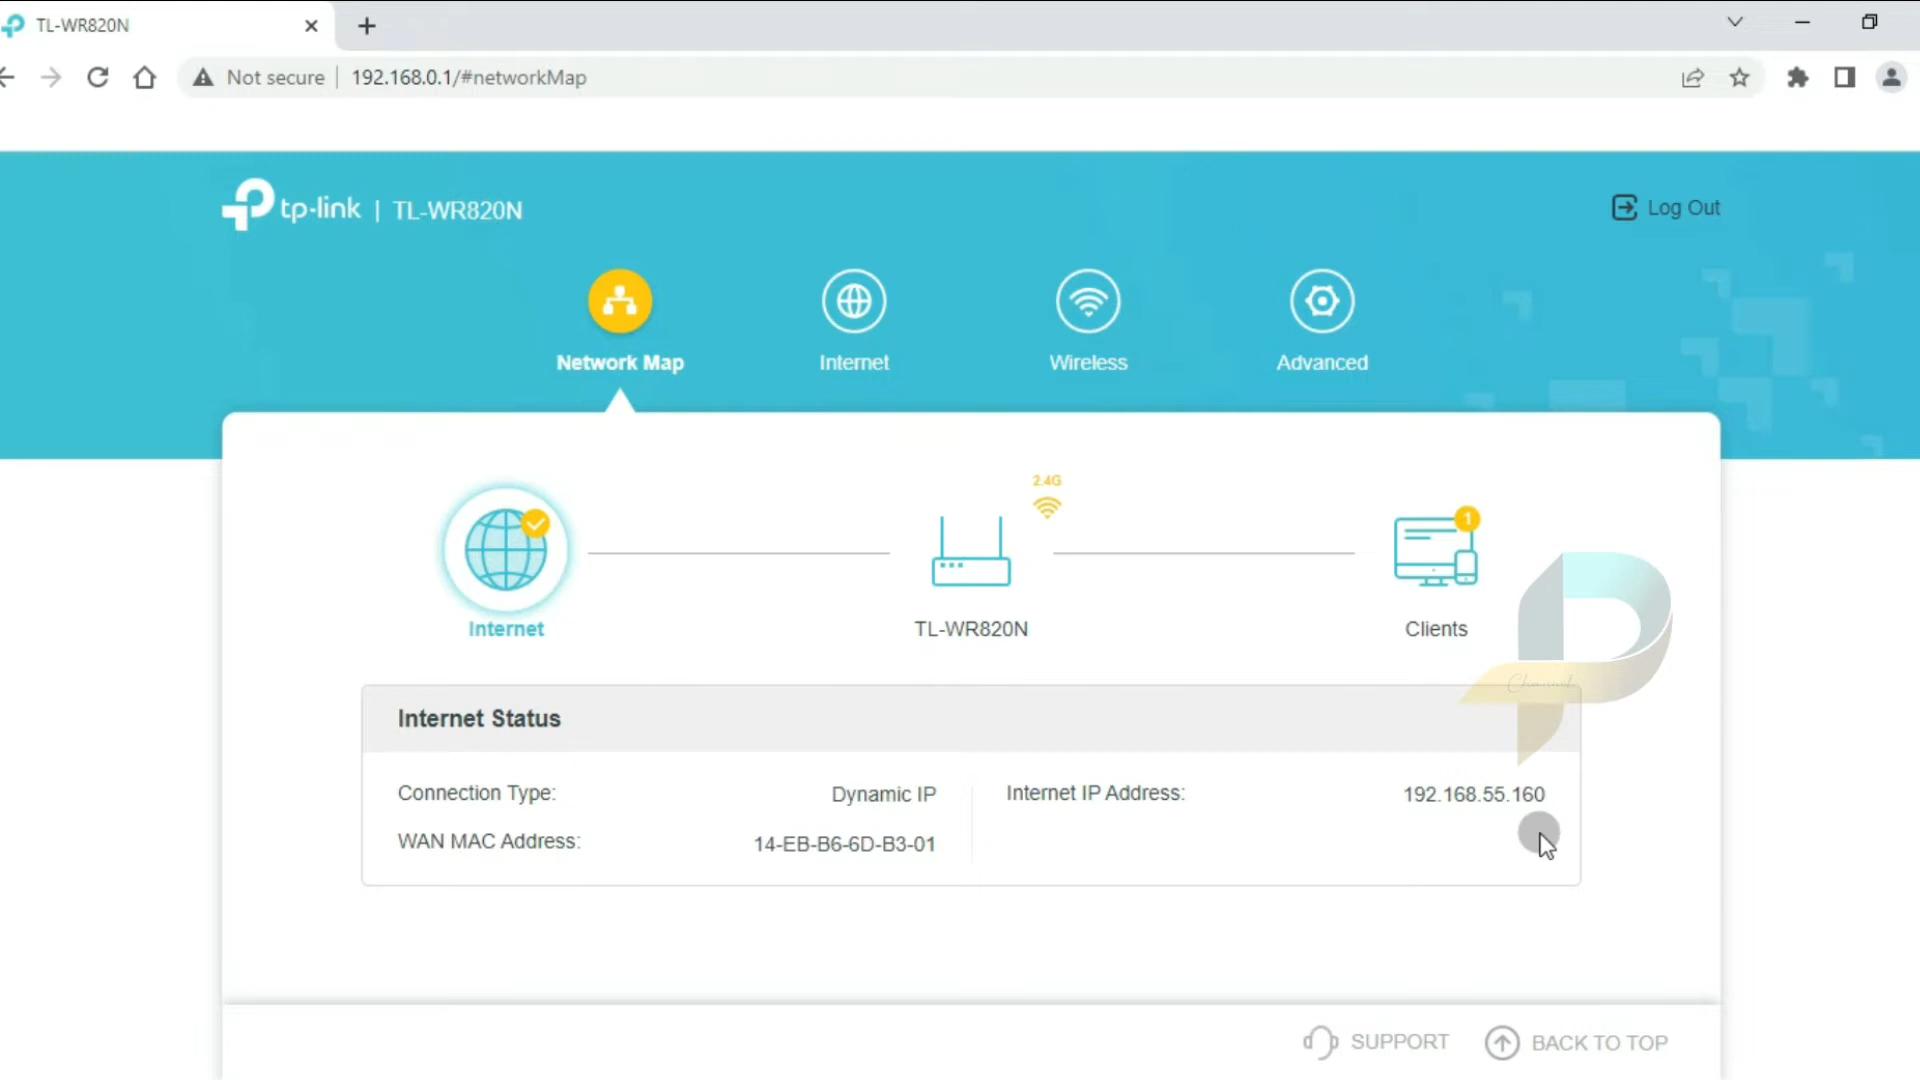 TL-WR820N
Not secure
192.168.0.1/#networkMap
tp-link | TL-WR820N
Log Out
Network Map
Internet
Wireless
Advanced
2.4G
1
Internet
TL-WR820N
Clients
Channel
Internet Status
Connection Type:
Dynamic IP
Internet IP Address:
192.168.55.160
WAN MAC Address:
14-EB-B6-6D-B3-01
SUPPORT
BACK TO TOP